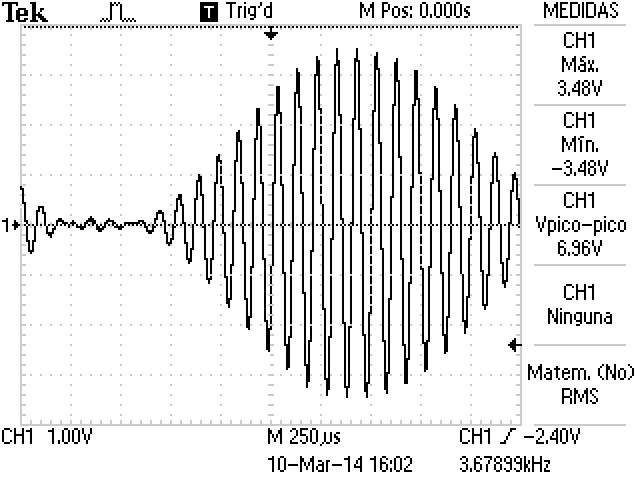 Tek T Trig'd M Pos: 0.000s MEDIDAS
CH1
Máx.
3.48V
CH1
Mín.
−3.48V
1
CH1
Vpico−pico
6.96V
CH1
Ninguna
Matem. (No)
RMS
CH1 1.00V M 250µs CH1 −2.40V
10−Mar−14 16:02 3.67899kHz